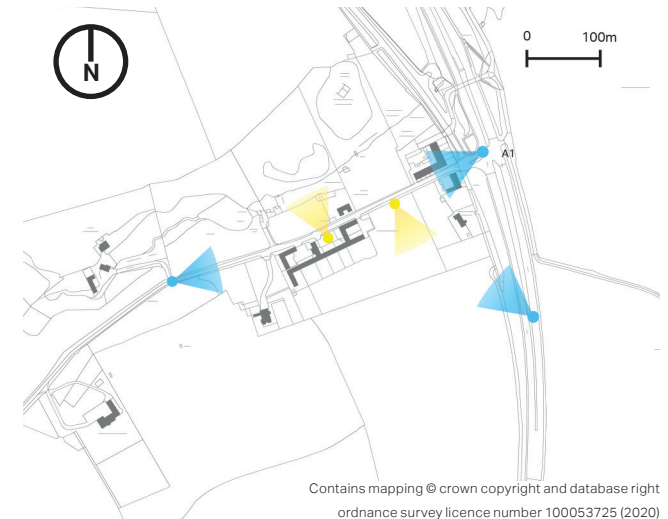 N
0 100m
A1
Contains mapping © crown copyright and database right
ordnance survey licence number 100053725 (2020)